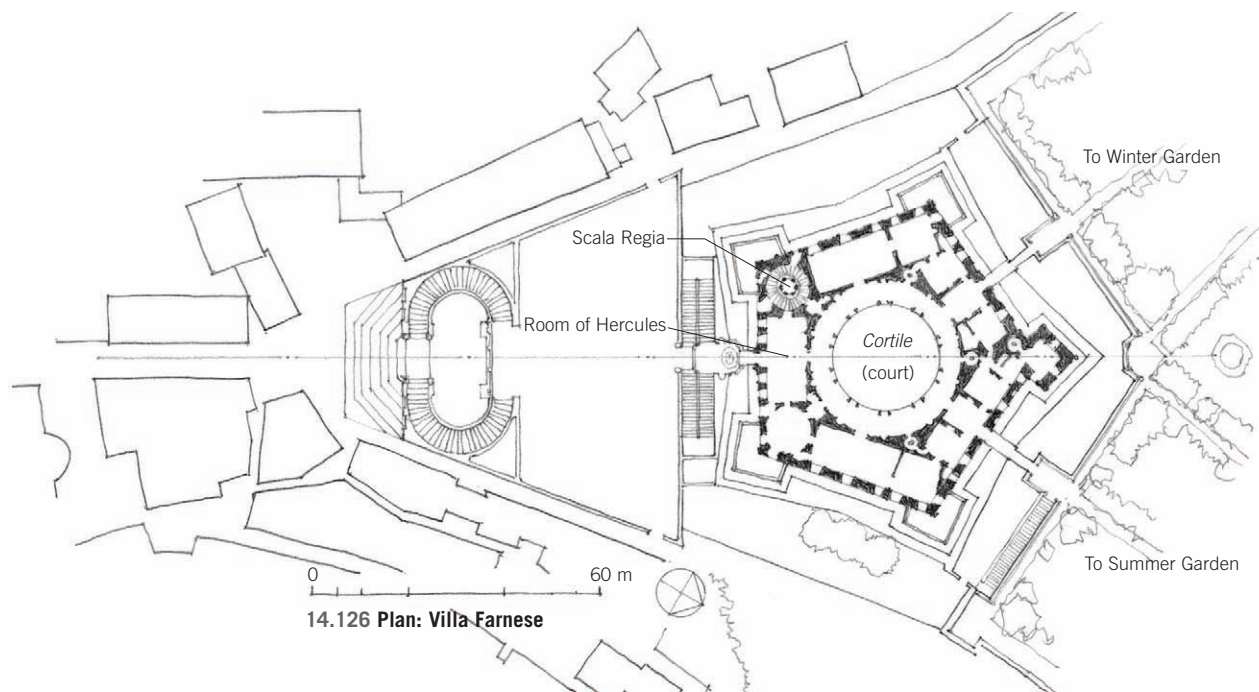 To Winter Garden
Scala Regia
Room of Hercules
Cortile
(court)
To Summer Garden
0 60 m
14.126 Plan: Villa Farnese